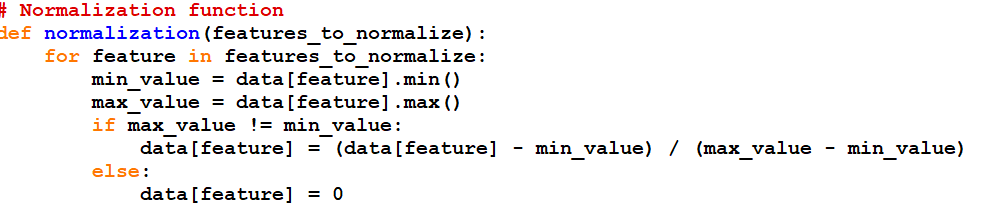 # Normalization function
def normalization(features_to_normalize):
    for feature in features_to_normalize:
        min_value = data[feature].min()
        max_value = data[feature].max()
        if max_value != min_value:
            data[feature] = (data[feature] - min_value) / (max_value - min_value)
        else:
            data[feature] = 0